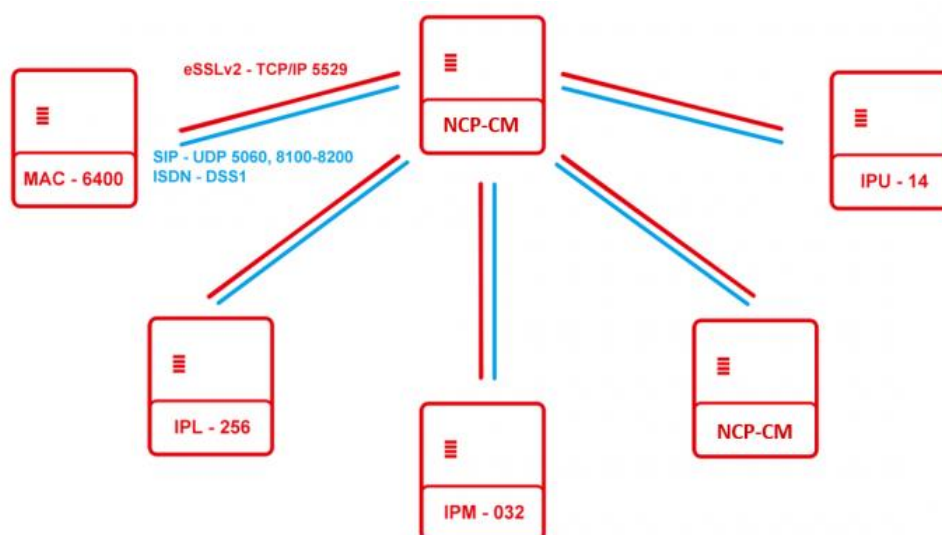 eSSLv2 - TCP/IP 5529
NCP-CM
MAC - 6400
SIP - UDP 5060, 8100-8200
ISDN - DSS1
IPU - 14
IPL - 256
NCP-CM
IPM - 032